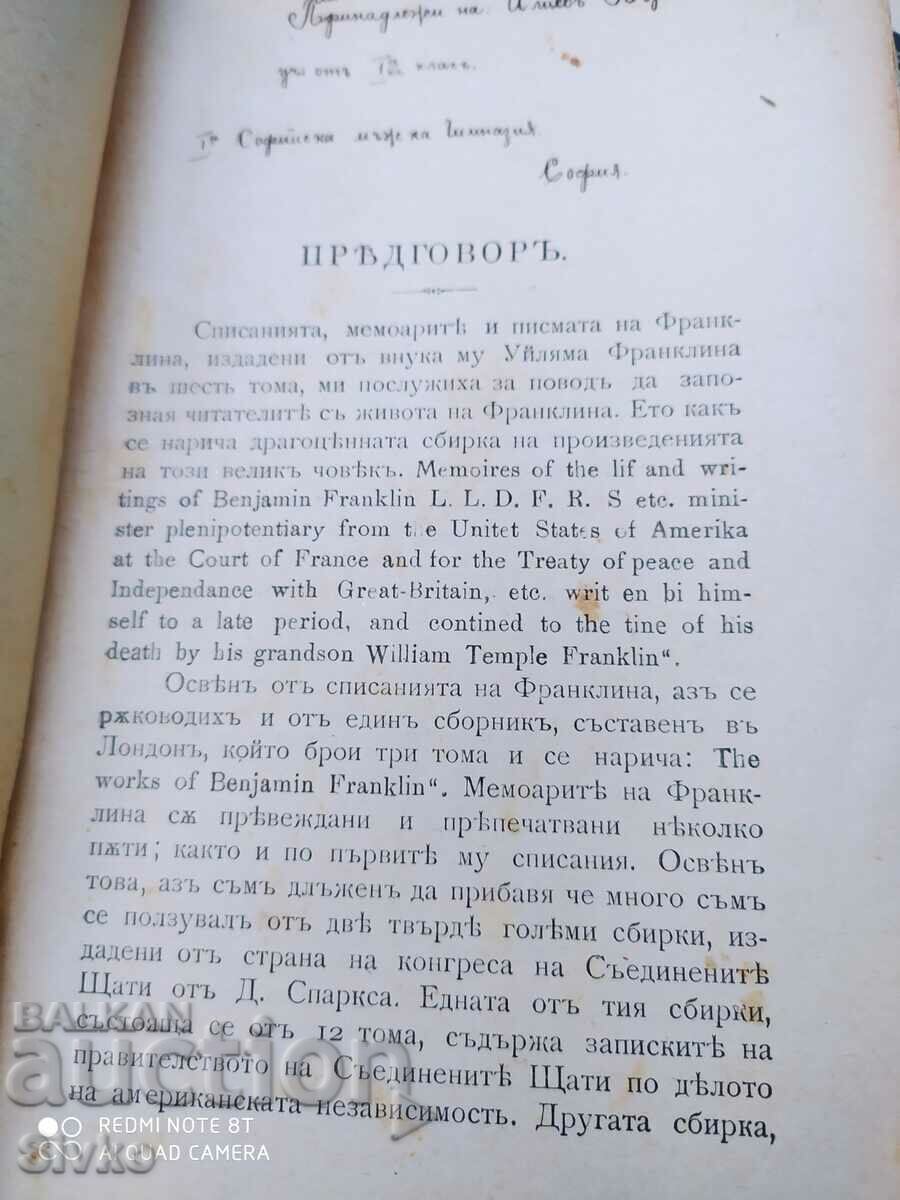 Принадлежи на. Илиевъ
уч. отъ клас.
Iа Софийска мъжка Гимназия.
София.
ПРѢДГОВОРЪ.
Списанията, мемоаритѣ и писмата на Франк-
лина, издадени отъ внука му Уйляма Франклина
въ шесть тома, ми послужиха за поводъ да запо-
зная читателитѣ съ живота на Франклина. Ето какъ
се нарича драгоцѣнната сбирка на произведенията
на този великъ човѣкъ. Memoires of the lif and wri-
tings of Benjamin Franklin L. L. D. F. R. S etc. mini-
ster plenipotentiary from the Unitet States of Amerika
at the Court of France and for the Treaty of peace and
Independance with Great-Britain, etc. writ en bi him-
self to a late period, and contined to the tine of his
death by his grandson William Temple Franklin“.
Освѣнъ отъ списанията на Франклина, азъ се
рѫководихъ и отъ единъ сборникъ, съставенъ въ
Лондонъ, който брои три тома и се нарича: The
works of Benjamin Franklin“. Мемоаритѣ на Франк-
лина сѫ прѣвеждани и прѣпечатвани нѣколко
пѫти; както и по първитѣ му списания. Освѣнъ
това, азъ съмъ длъженъ да прибавя че много съмъ
се ползувалъ отъ двѣ твърдѣ голѣми сбирки, из-
дадени отъ страна на конгреса на Съединенитѣ
Щати отъ Д. Спаркса. Едната отъ тия сбирки,
състояща се отъ 12 тома, съдържа запискитѣ на
правителството на Съединенитѣ Щати по дѣлото
на американската независимость. Другата сбирка,
BALKAN
auction
REDMI NOTE 8T
AI QUAD CAMERA
Sivko